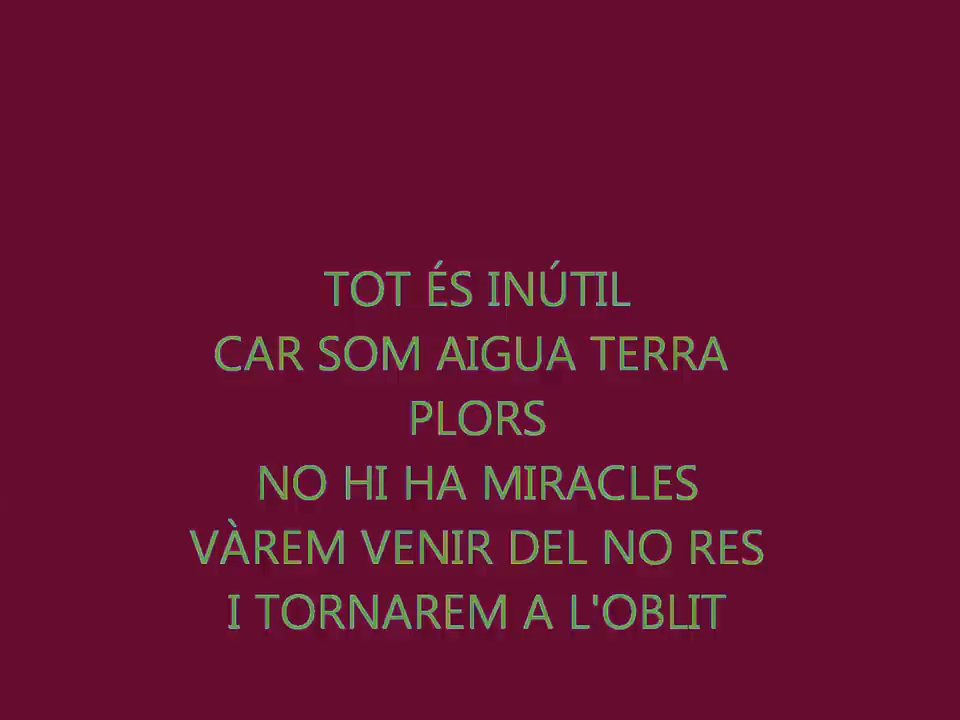 TOT ÉS INÚTIL
CAR SOM AIGUA TERRA
PLORS
NO HI HA MIRACLES
VÀREM VENIR DEL NO RES
I TORNAREM A L'OBLIT